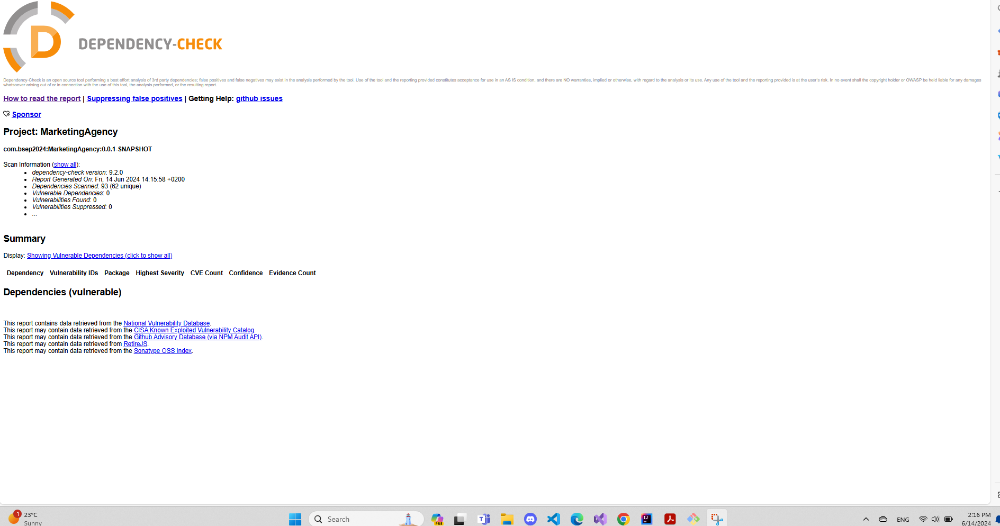 D
DEPENDENCY-CHECK
Dependency-Check is an open source tool performing a best effort analysis of 3rd party dependencies; false positives and false negatives may exist in the analysis performed by the tool. Use of the tool and the reporting provided constitutes acceptance for use in an AS IS condition, and there are NO warranties, implied or otherwise, with regard to the analysis or its use. Any use of the tool and the reporting provided is at the user's risk. In no event shall the copyright holder or OWASP be held liable for any damages
whatsoever arising out of or in connection with the use of this tool, the analysis performed, or the resulting report.
How to read the report | Suppressing false positives | Getting Help: github issues
Sponsor
Project: MarketingAgency
com.bsep2024:MarketingAgency:0.0.1-SNAPSHOT
Scan Information (show all):
• dependency-check version: 9.2.0
• Report Generated On: Fri, 14 Jun 2024 14:15:58 +0200
• Dependencies Scanned: 93 (62 unique)
• Vulnerable Dependencies: 0
• Vulnerabilities Found: 0
• Vulnerabilities Suppressed: 0
• ...
Summary
Display: Showing Vulnerable Dependencies (click to show all)
Dependency Vulnerability IDs Package Highest Severity CVE Count Confidence Evidence Count
Dependencies (vulnerable)
This report contains data retrieved from the National Vulnerability Database.
This report may contain data retrieved from the CISA Known Exploited Vulnerability Catalog.
This report may contain data retrieved from the Github Advisory Database (via NPM Audit API).
This report may contain data retrieved from RetireJS.
This report may contain data retrieved from the Sonatype OSS Index.
1
23°C
Sunny
Search
PRE
ENG
2:16 PM
6/14/2024